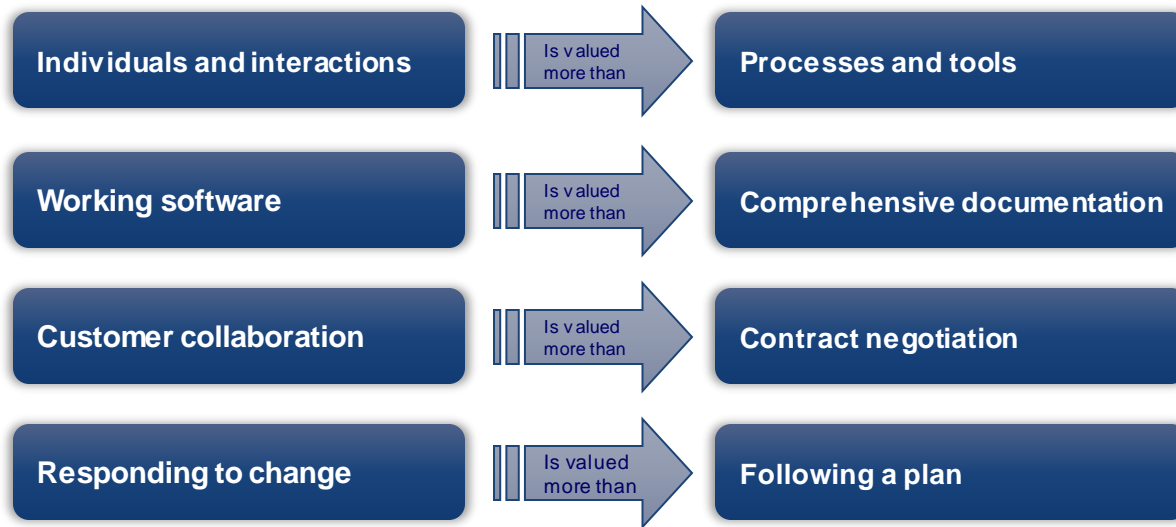 Individuals and interactions
Is valued
more than
Processes and tools
Working software
Is valued
more than
Comprehensive documentation
Customer collaboration
Is valued
more than
Contract negotiation
Responding to change
Is valued
more than
Following a plan